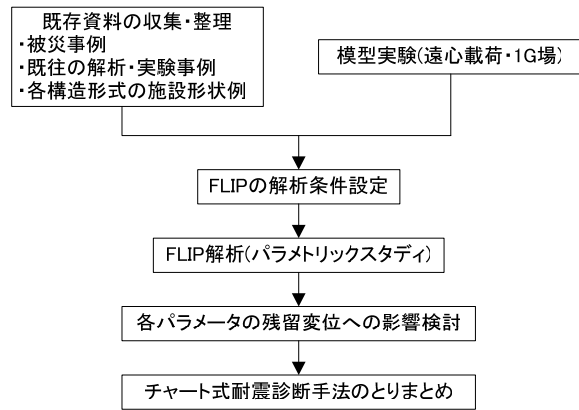 既存資料の収集・整理
・被災事例
・既往の解析・実験事例
・各構造形式の施設形状例
模型実験(遠心載荷・1G場)
FLIPの解析条件設定
FLIP解析(パラメトリックスタディ)
各パラメータの残留変位への影響検討
チャート式耐震診断手法のとりまとめ